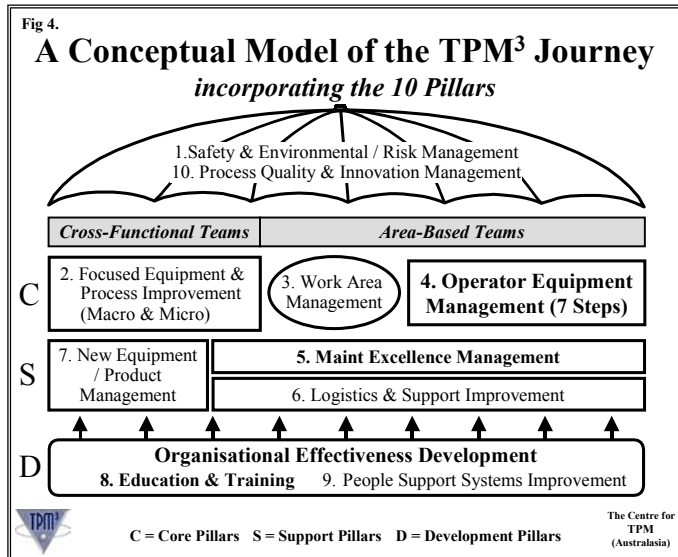 Fig 4.
A Conceptual Model of the TPM³ Journey
incorporating the 10 Pillars
1.Safety & Environmental / Risk Management
10. Process Quality & Innovation Management
Cross-Functional Teams
Area-Based Teams
C
2. Focused Equipment &
Process Improvement
(Macro & Micro)
3. Work Area
Management
4. Operator Equipment
Management (7 Steps)
S
7. New Equipment
/ Product
Management
5. Maint Excellence Management
6. Logistics & Support Improvement
D
Organisational Effectiveness Development
8. Education & Training
9. People Support Systems Improvement
TPM³
C = Core Pillars S = Support Pillars D = Development Pillars
The Centre for
TPM
(Australasia)